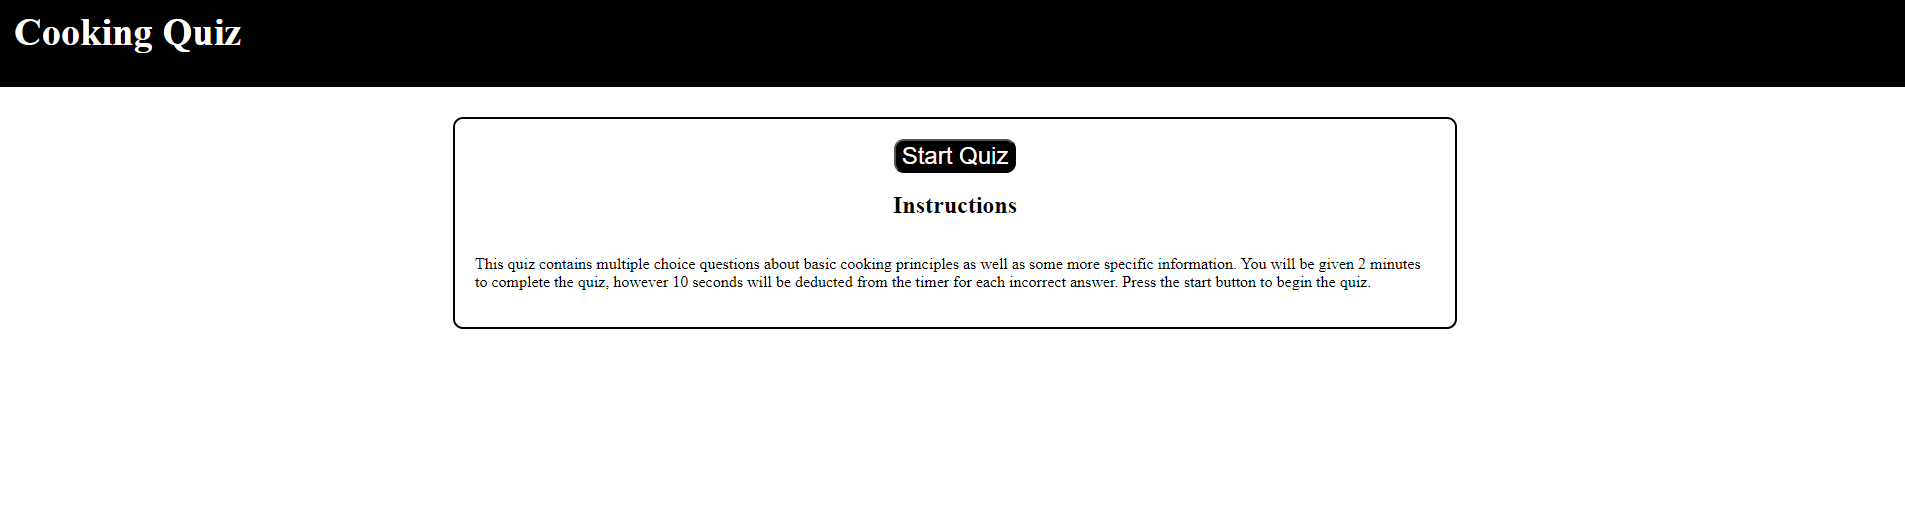 Cooking Quiz
Start Quiz
Instructions
This quiz contains multiple choice questions about basic cooking principles as well as some more specific information. You will be given 2 minutes
to complete the quiz, however 10 seconds will be deducted from the timer for each incorrect answer. Press the start button to begin the quiz.